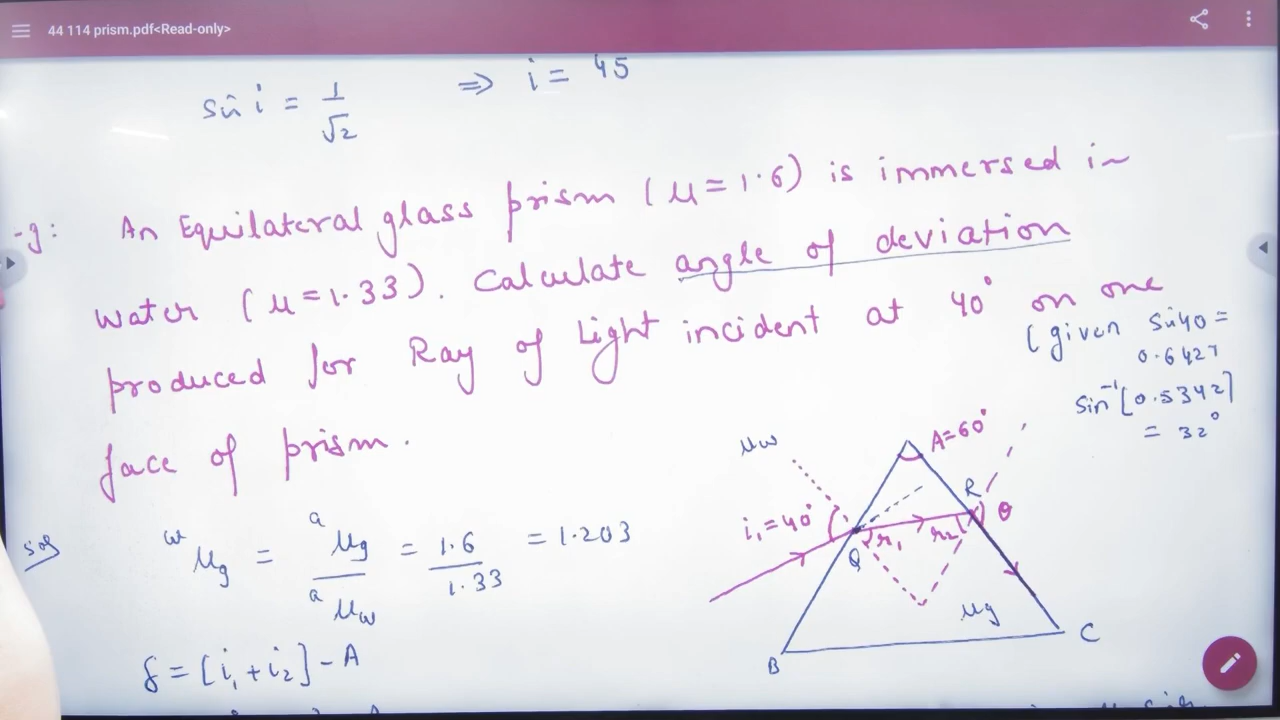 44 114 prism.pdf<Read-only>
sin i = 1/√2 ⇒ i = 45
-g: An Equilateral glass prism (μ=1.6) is immersed in
water (μ=1.33). Calculate angle of deviation
produced for Ray of Light incident at 40° on one
face of prism.
(given sin40 =
0.6427
sin⁻¹[0.5342]
= 32°
μw
A=60°
i₁=40°
Q
r₁
r₂
R
θ
μg
B
C
Sol
ʷμg = ᵃμg/ᵃμw = 1.6/1.33 = 1.203
δ = [i₁+i₂]-A